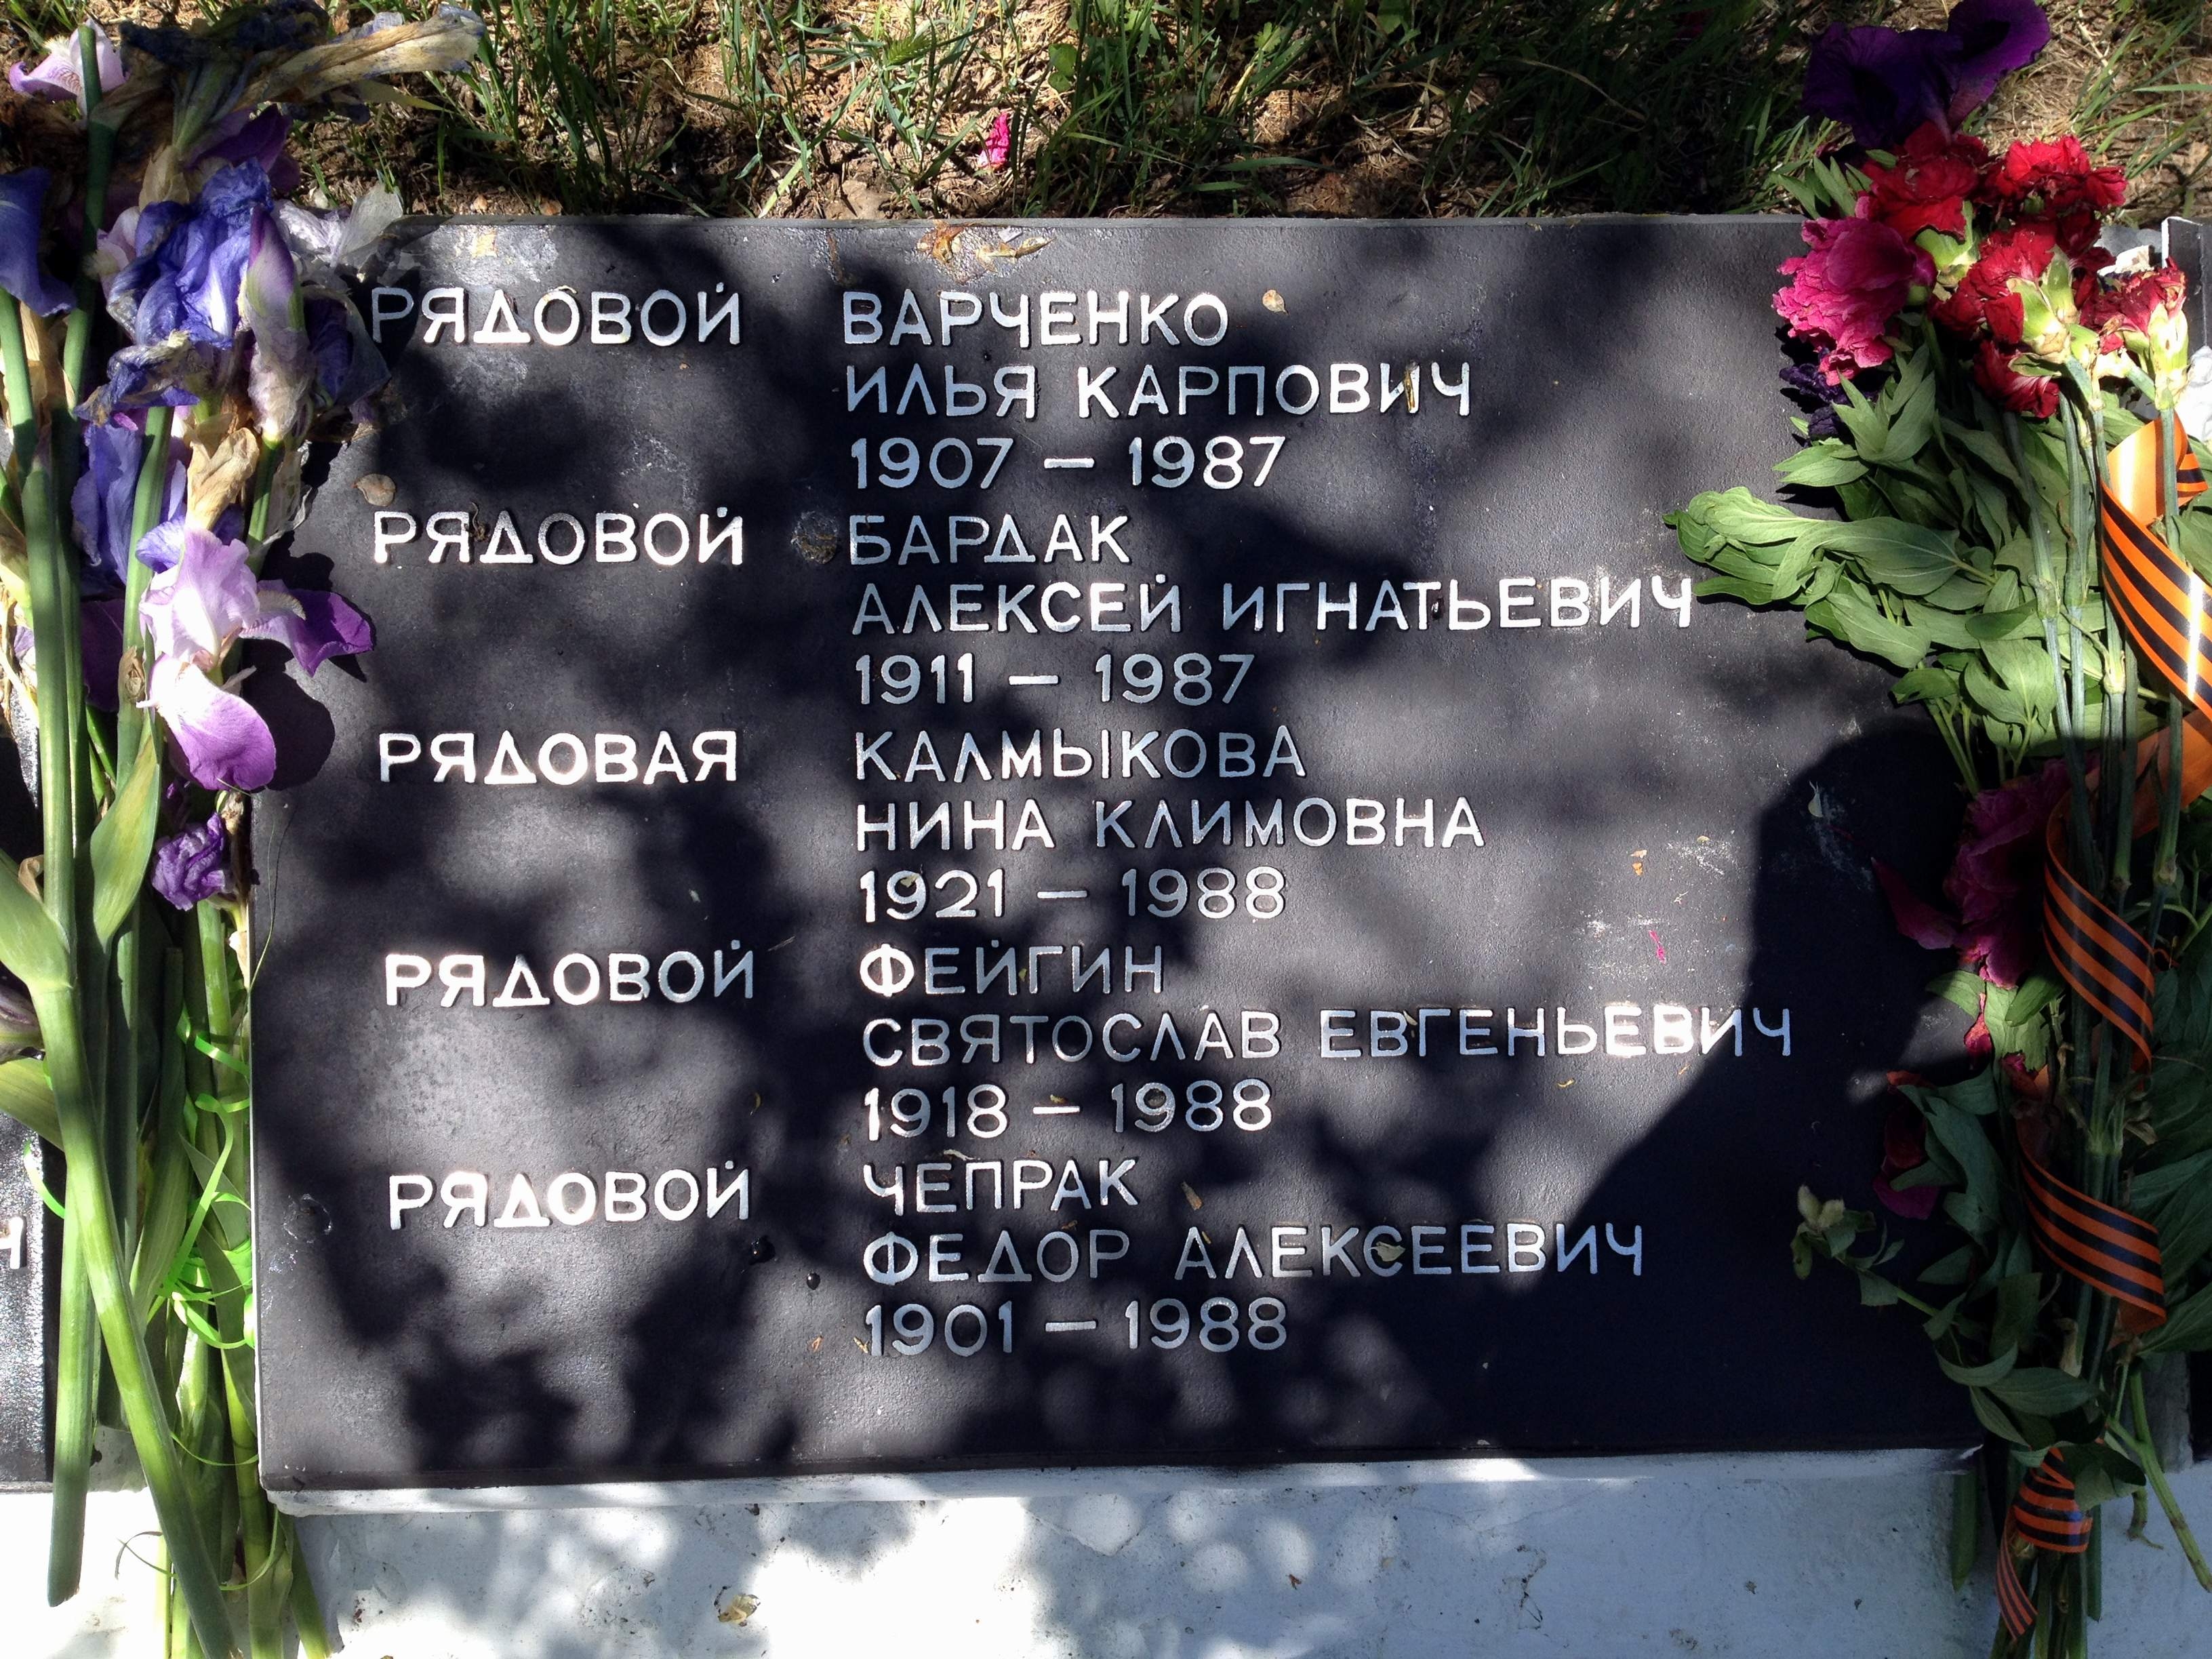 РЯДОВОЙ ВАРЧЕНКО
ИЛЬЯ КАРПОВИЧ
1907 — 1987
РЯДОВОЙ БАРДАК
АЛЕКСЕЙ ИГНАТЬЕВИЧ
1911 — 1987
РЯДОВАЯ КАЛМЫКОВА
НИНА КЛИМОВНА
1921 — 1988
РЯДОВОЙ ФЕЙГИН
СВЯТОСЛАВ ЕВГЕНЬЕВИЧ
1918 — 1988
РЯДОВОЙ ЧЕПРАК
ФЕДОР АЛЕКСЕЕВИЧ
1901 — 1988